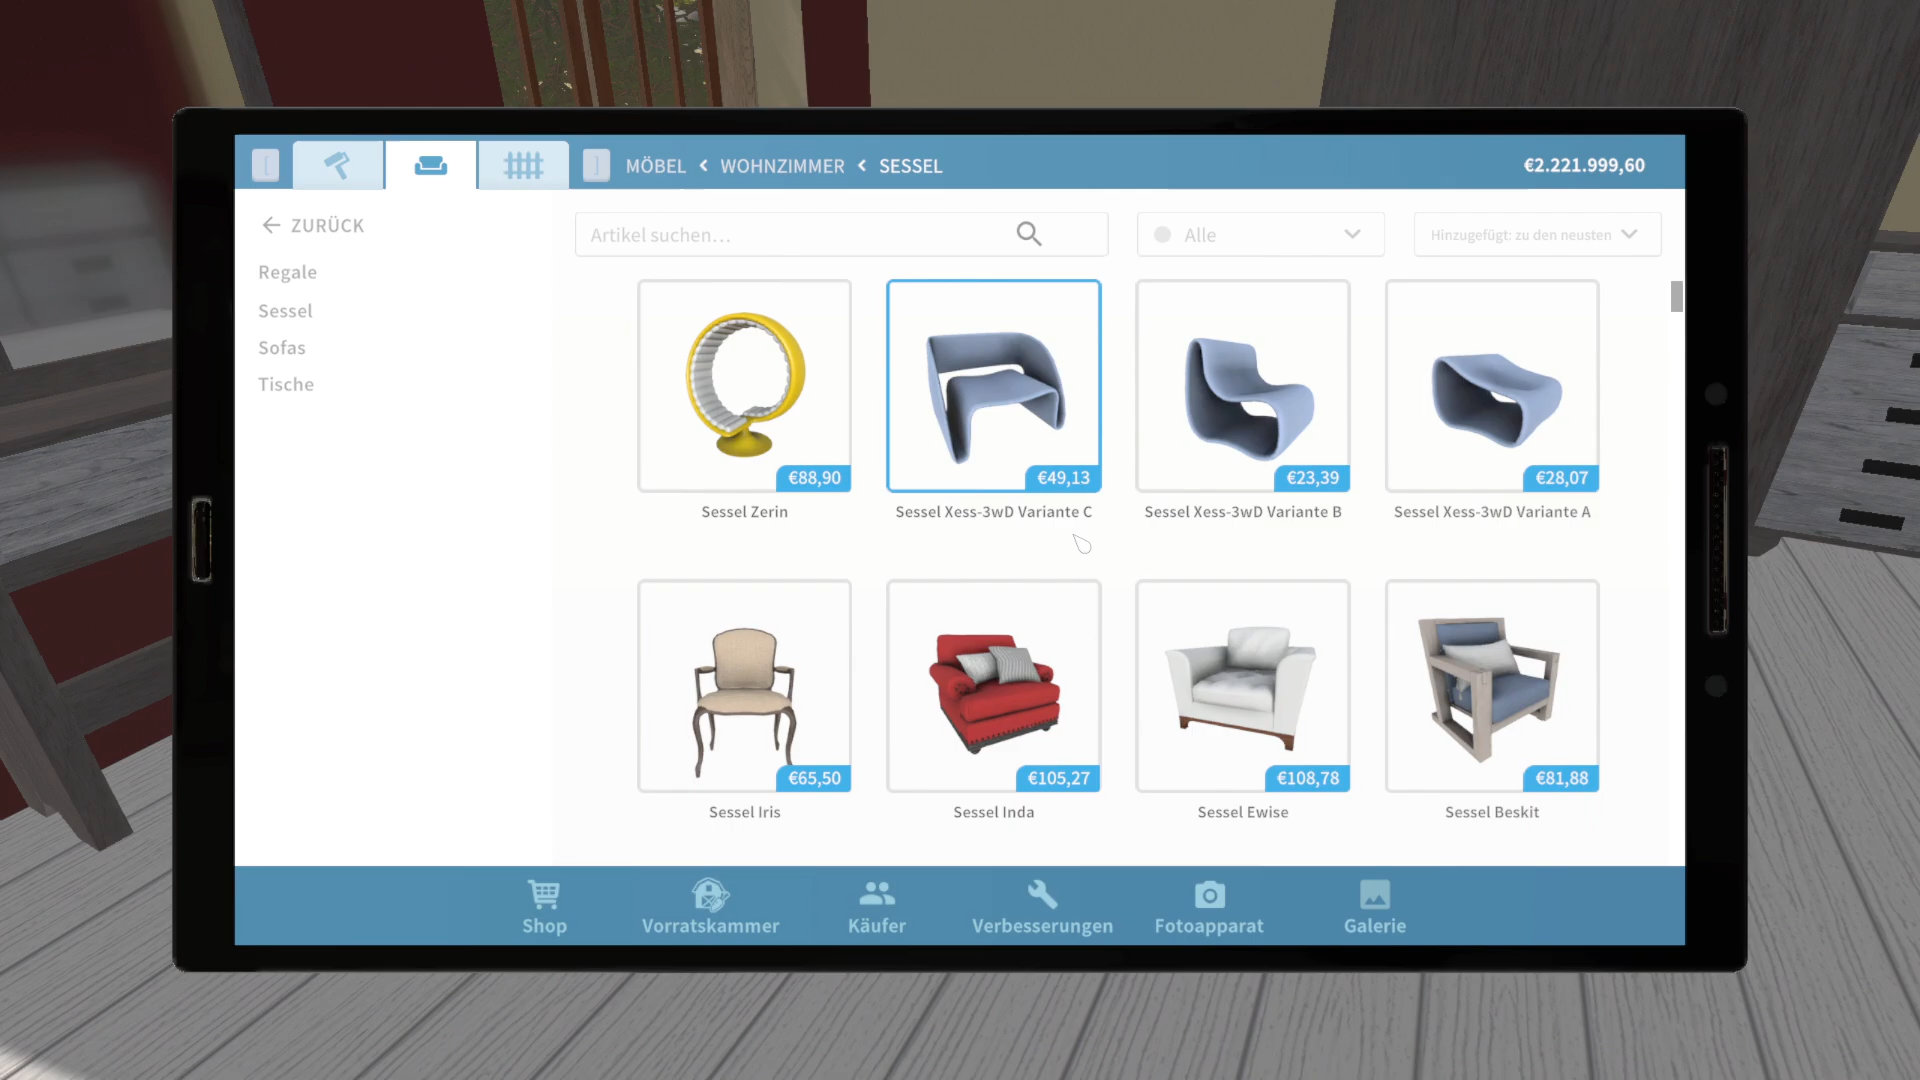 MÖBEL < WOHNZIMMER < SESSEL
€2.221.999,60
ZURÜCK
Regale
Sessel
Sofas
Tische
Artikel suchen...
Alle
Hinzugefügt: zu den neusten
€88,90
€49,13
€23,39
€28,07
Sessel Zerin
Sessel Xess-3wD Variante C
Sessel Xess-3wD Variante B
Sessel Xess-3wD Variante A
€65,50
€105,27
€108,78
€81,88
Sessel Iris
Sessel Inda
Sessel Ewise
Sessel Beskit
Shop
Vorratskammer
Käufer
Verbesserungen
Fotoapparat
Galerie